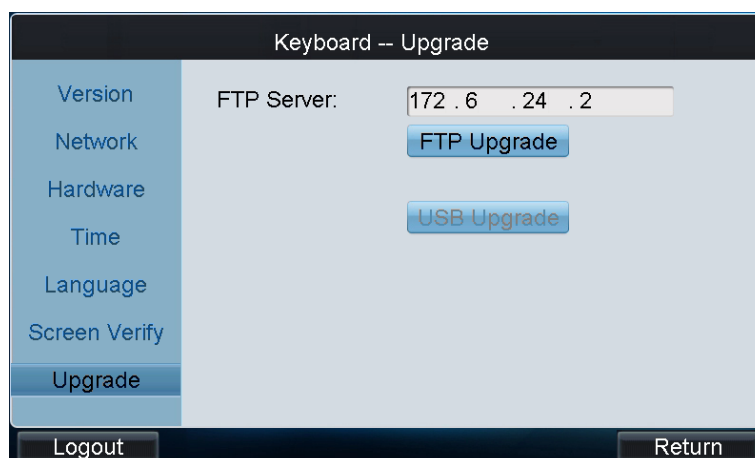 Keyboard -- Upgrade
Version
Network
Hardware
Time
Language
Screen Verify
Upgrade
FTP Server: 172 . 6 . 24 . 2
FTP Upgrade
USB Upgrade
Logout
Return